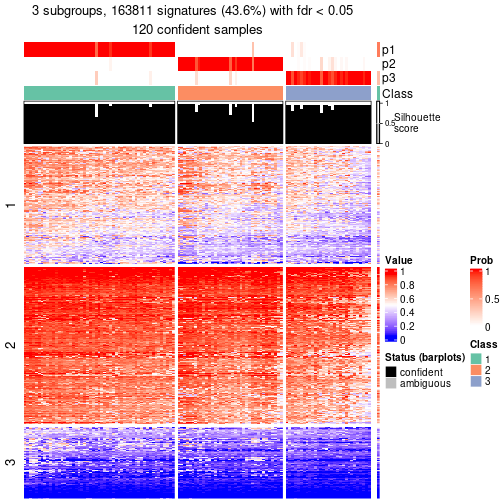 3 subgroups, 163811 signatures (43.6%) with fdr < 0.05
120 confident samples
p1
p2
p3
Class
1
0.5
0
Silhouette
score
1
2
3
Value
1
0.8
0.6
0.4
0.2
0
Status (barplots)
confident
ambiguous
Prob
1
0.5
0
Class
1
2
3